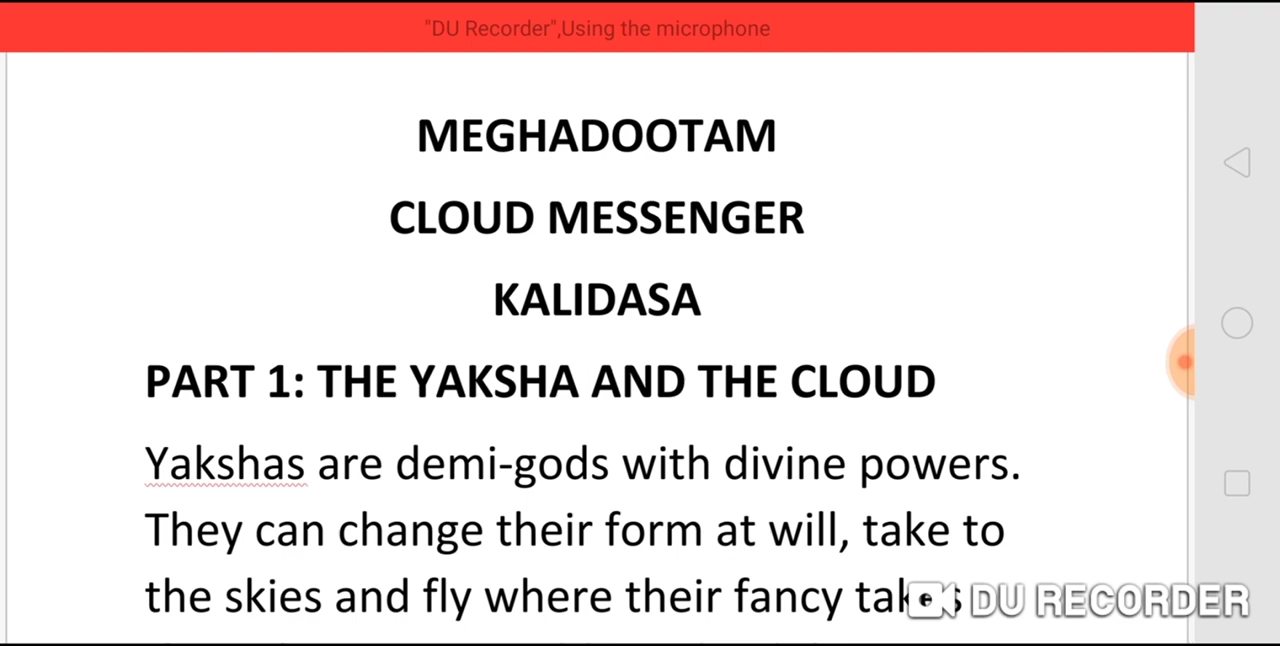 "DU Recorder",Using the microphone
MEGHADOOTAM
CLOUD MESSENGER
KALIDASA
PART 1: THE YAKSHA AND THE CLOUD
Yakshas are demi-gods with divine powers.
They can change their form at will, take to
the skies and fly where their fancy takes
DU RECORDER